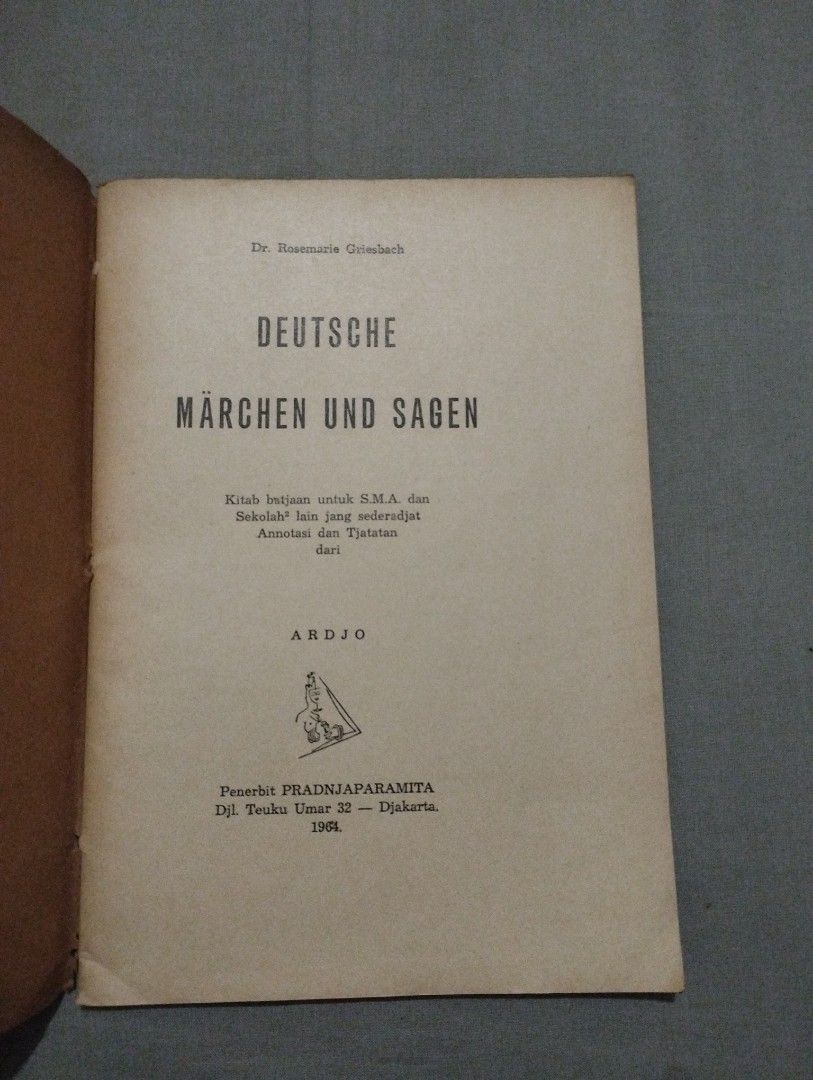 Dr. Rosemarie Griesbach
DEUTSCHE
MÄRCHEN UND SAGEN
Kitab batjaan untuk S.M.A. dan
Sekolah² lain jang sederadjat
Annotasi dan Tjatatan
dari
ARDJO
Penerbit PRADNJAPARAMITA
Djl. Teuku Umar 32 — Djakarta.
1964.